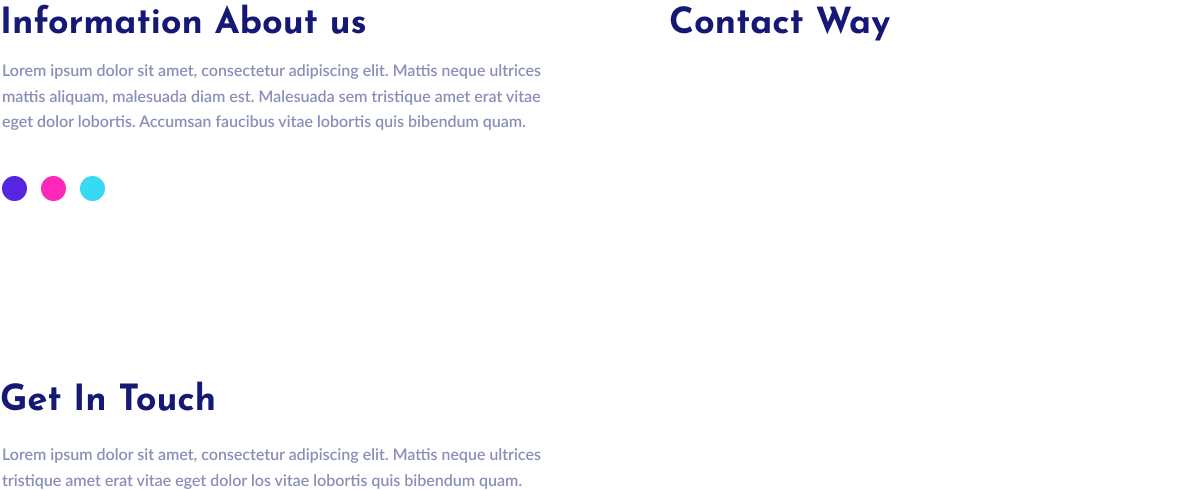 Information About us
Lorem ipsum dolor sit amet, consectetur adipiscing elit. Mattis neque ultrices
mattis aliquam, malesuada diam est. Malesuada sem tristique amet erat vitae
eget dolor lobortis. Accumsan faucibus vitae lobortis quis bibendum quam.
Contact Way
Get In Touch
Lorem ipsum dolor sit amet, consectetur adipiscing elit. Mattis neque ultrices
tristique amet erat vitae eget dolor los vitae lobortis quis bibendum quam.